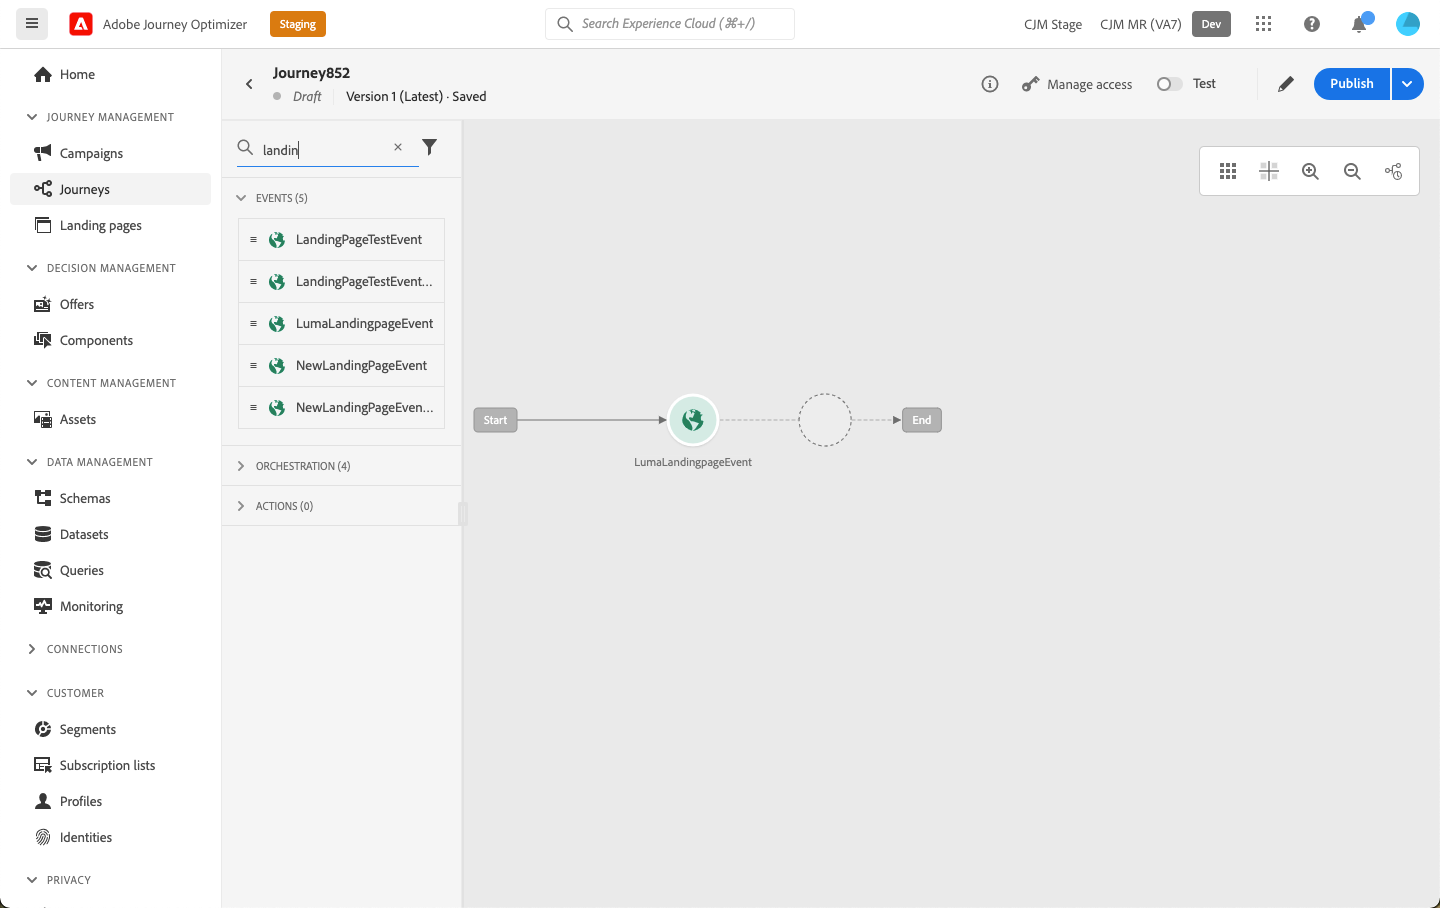 Adobe Journey Optimizer
Staging
Search Experience Cloud (⌘+/)
CJM Stage
CJM MR (VA7)
Dev
Home
JOURNEY MANAGEMENT
Campaigns
Journeys
Landing pages
DECISION MANAGEMENT
Offers
Components
CONTENT MANAGEMENT
Assets
DATA MANAGEMENT
Schemas
Datasets
Queries
Monitoring
CONNECTIONS
CUSTOMER
Segments
Subscription lists
Profiles
Identities
PRIVACY
Journey852
Draft
Version 1 (Latest) · Saved
Manage access
Test
Publish
landin
EVENTS (5)
LandingPageTestEvent
LandingPageTestEvent...
LumaLandingpageEvent
NewLandingPageEvent
NewLandingPageEven...
ORCHESTRATION (4)
ACTIONS (0)
Start
End
LumaLandingpageEvent